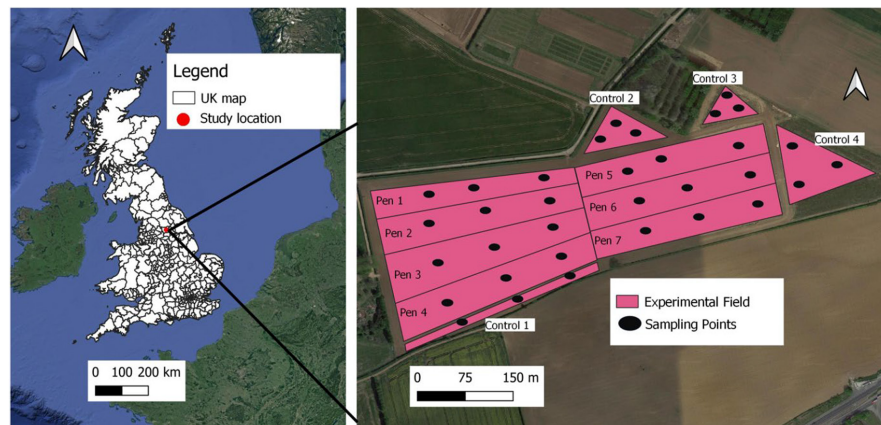 Legend
UK map
Study location
0 100 200 km
Control 3
Control 2
Control 4
Pen 5
Pen 1
Pen 6
Pen 2
Pen 7
Pen 3
Pen 4
Control 1
Experimental Field
Sampling Points
0 75 150 m